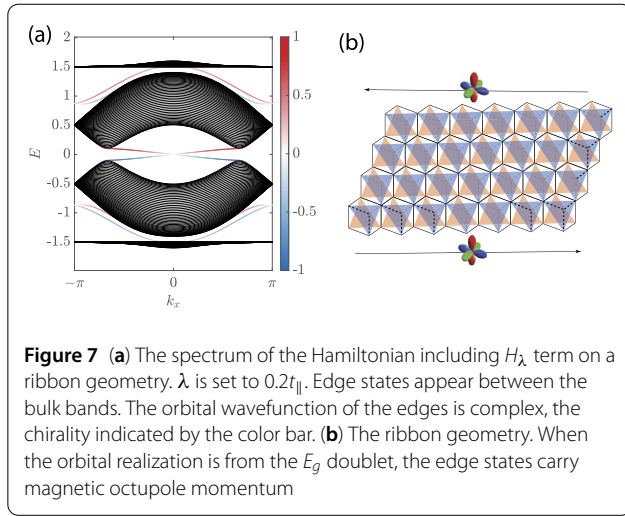 (a)
2
1.5
1
0.5
0
-0.5
-1
-1.5
E
−π
0
π
k_x
1
0.5
0
-0.5
-1
(b)
Figure 7 (a) The spectrum of the Hamiltonian including H_λ term on a
ribbon geometry. λ is set to 0.2t_∥. Edge states appear between the
bulk bands. The orbital wavefunction of the edges is complex, the
chirality indicated by the color bar. (b) The ribbon geometry. When
the orbital realization is from the E_g doublet, the edge states carry
magnetic octupole momentum